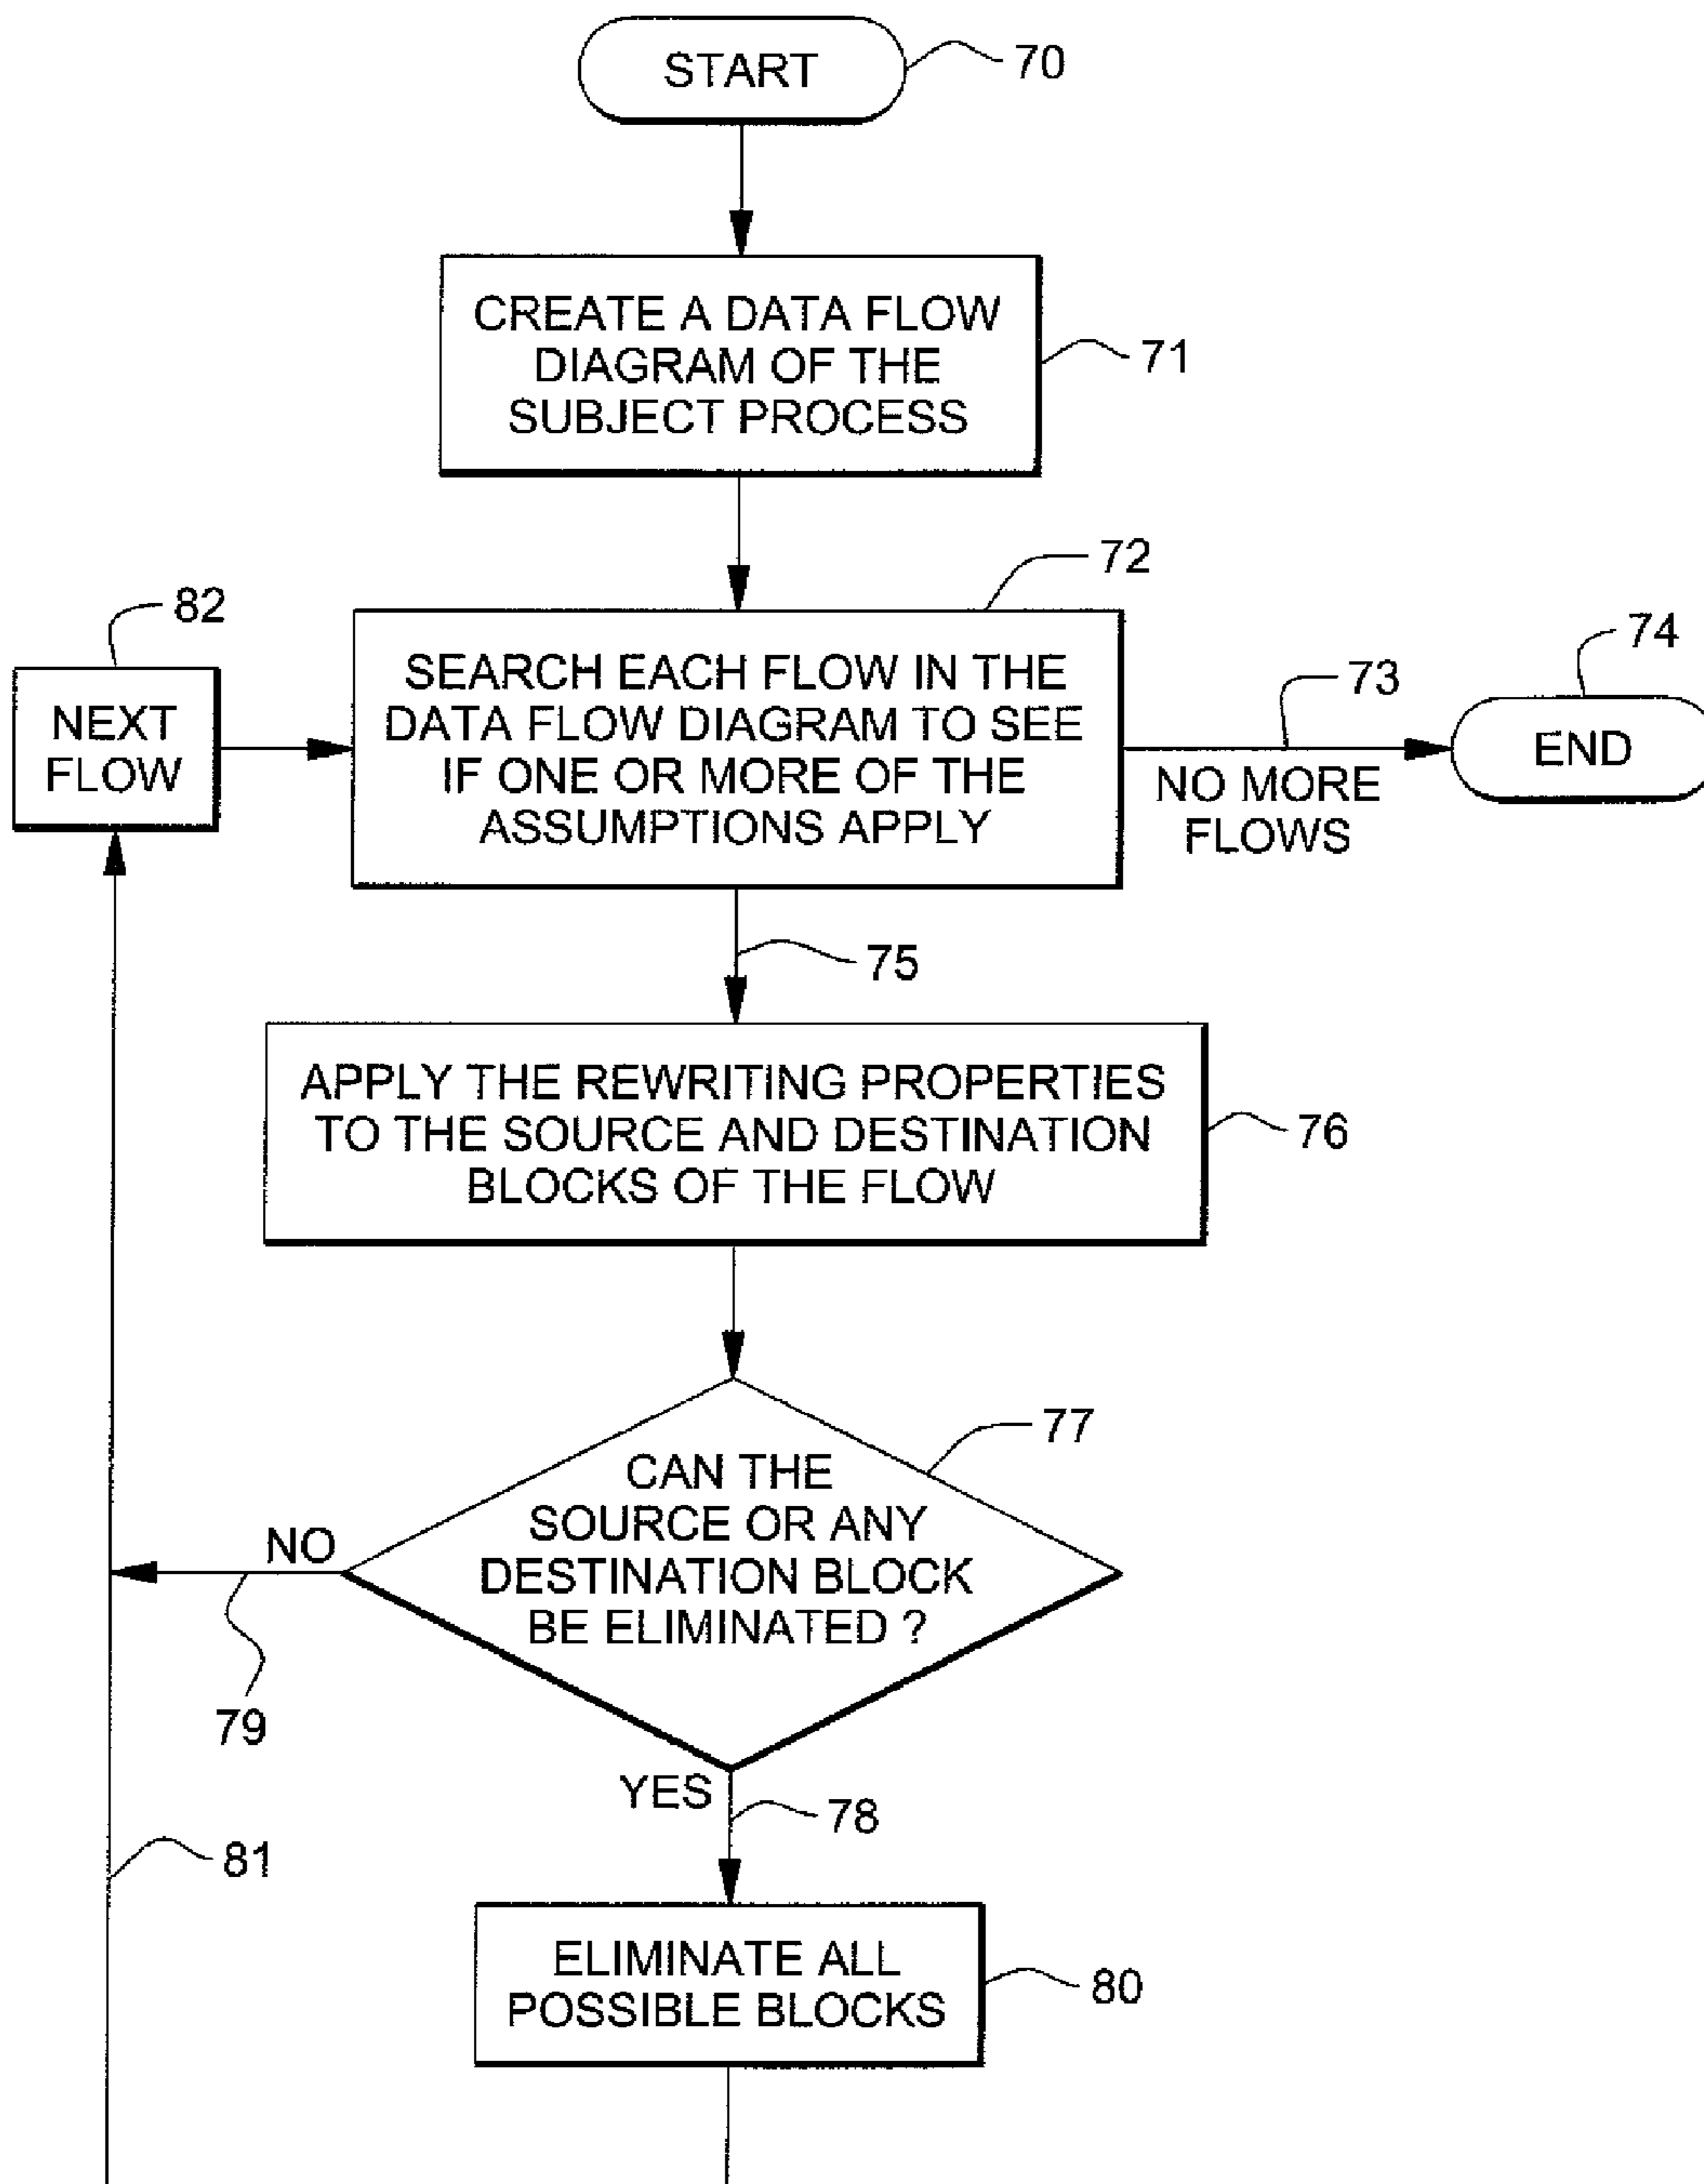 START
70
CREATE A DATA FLOW
DIAGRAM OF THE
SUBJECT PROCESS
71
72
82
NEXT
FLOW
SEARCH EACH FLOW IN THE
DATA FLOW DIAGRAM TO SEE
IF ONE OR MORE OF THE
ASSUMPTIONS APPLY
73
NO MORE
FLOWS
74
END
75
APPLY THE REWRITING PROPERTIES
TO THE SOURCE AND DESTINATION
BLOCKS OF THE FLOW
76
77
CAN THE
SOURCE OR ANY
DESTINATION BLOCK
BE ELIMINATED ?
NO
79
YES
78
81
ELIMINATE ALL
POSSIBLE BLOCKS
80